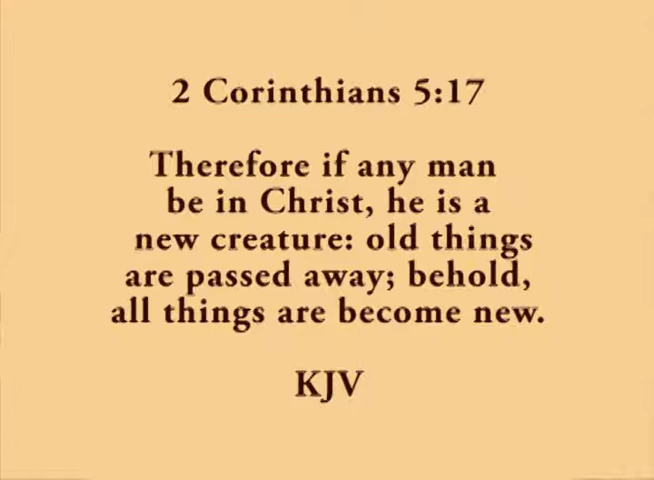 2 Corinthians 5:17
Therefore if any man
be in Christ, he is a
new creature: old things
are passed away; behold,
all things are become new.
KJV